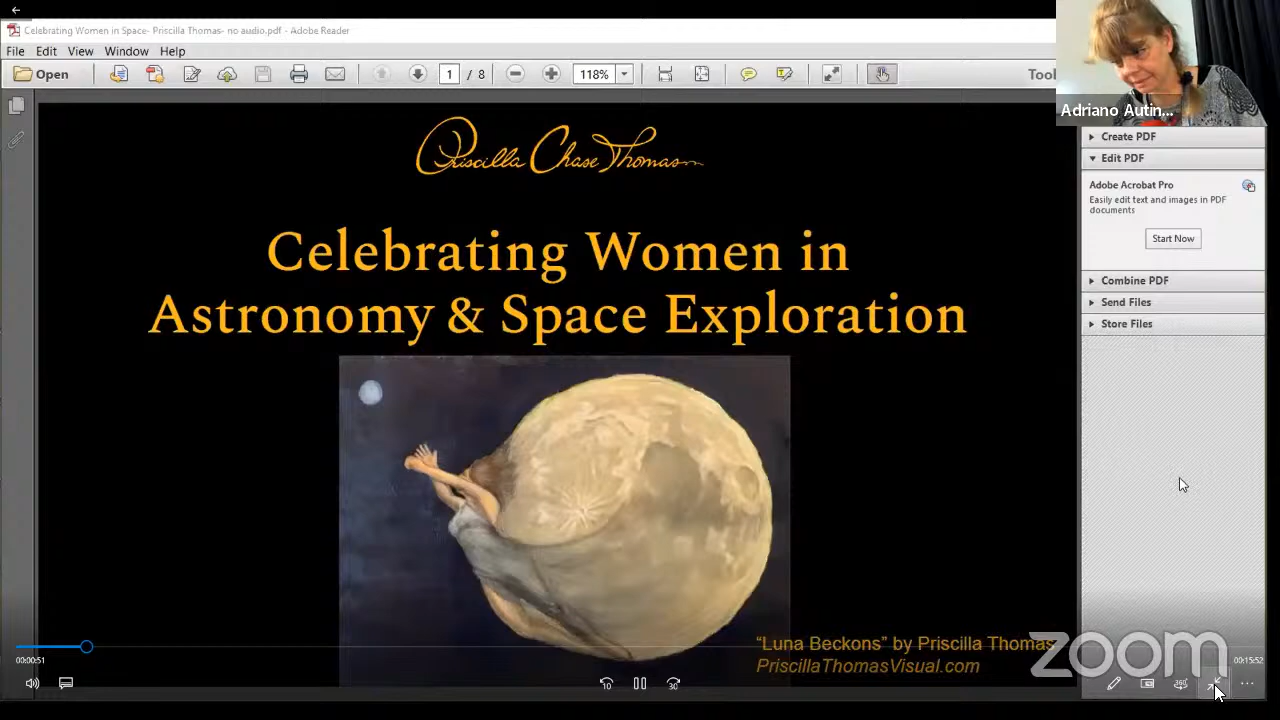 Celebrating Women in Space- Priscilla Thomas- no audio.pdf - Adobe Reader
File Edit View Window Help
Open
1 / 8
118%
Tool
Adriano Autin...
Create PDF
Edit PDF
Adobe Acrobat Pro
Easily edit text and images in PDF
documents
Start Now
Combine PDF
Send Files
Store Files
Priscilla Chase Thomas
Celebrating Women in
Astronomy & Space Exploration
“Luna Beckons” by Priscilla Thomas
PriscillaThomasVisual.com
zoom
00:00:51
00:15:52
10
30
360